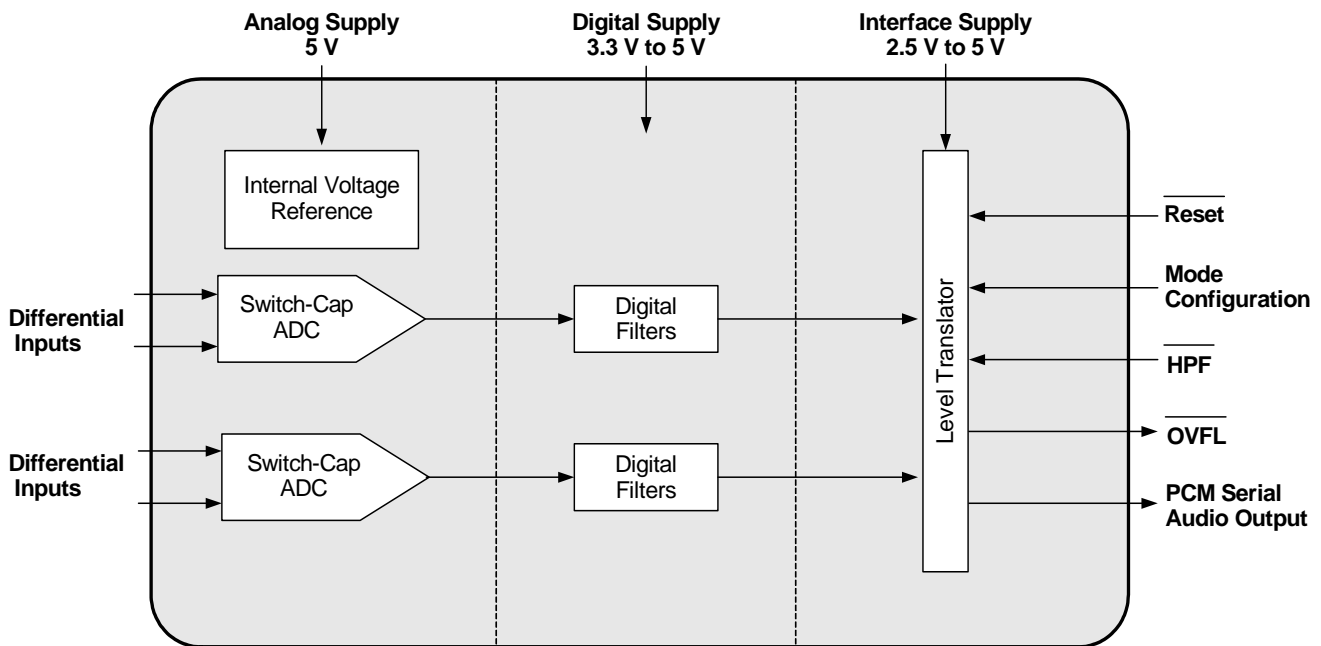 Analog Supply
5 V
Digital Supply
3.3 V to 5 V
Interface Supply
2.5 V to 5 V
Internal Voltage
Reference
Differential
Inputs
Switch-Cap
ADC
Digital
Filters
Differential
Inputs
Switch-Cap
ADC
Digital
Filters
Level Translator
Reset
Mode
Configuration
HPF
OVFL
PCM Serial
Audio Output